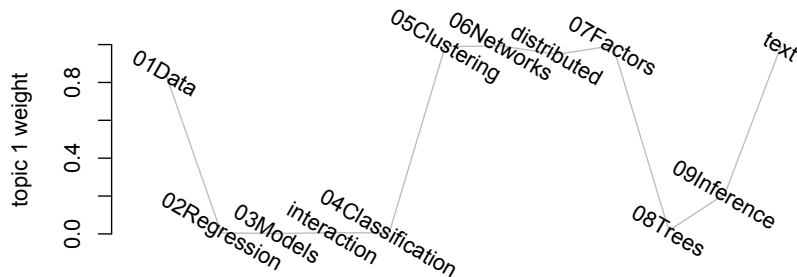 topic 1 weight
0.8
0.4
0.0
01Data
02Regression
03Models
interaction
04Classification
05Clustering
06Networks
distributed
07Factors
08Trees
09Inference
text